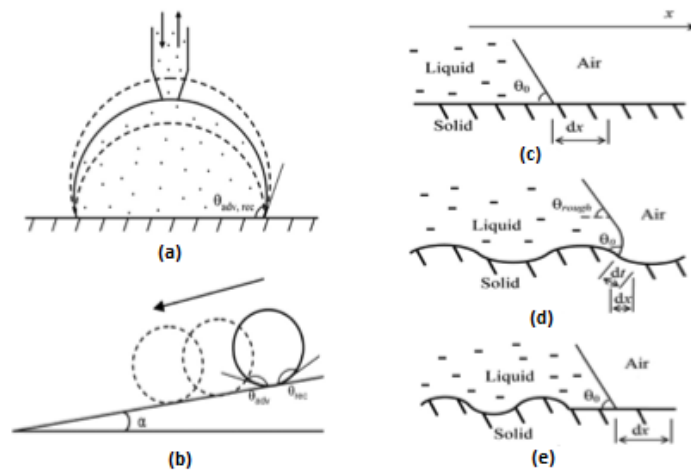 θadv, rec
(a)
θadv
θrec
α
(b)
x
Liquid
Air
θ0
Solid
dx
(c)
θrough
Air
Liquid
θ0
Solid
dt
dx
(d)
Air
Liquid
θ0
Solid
dx
(e)